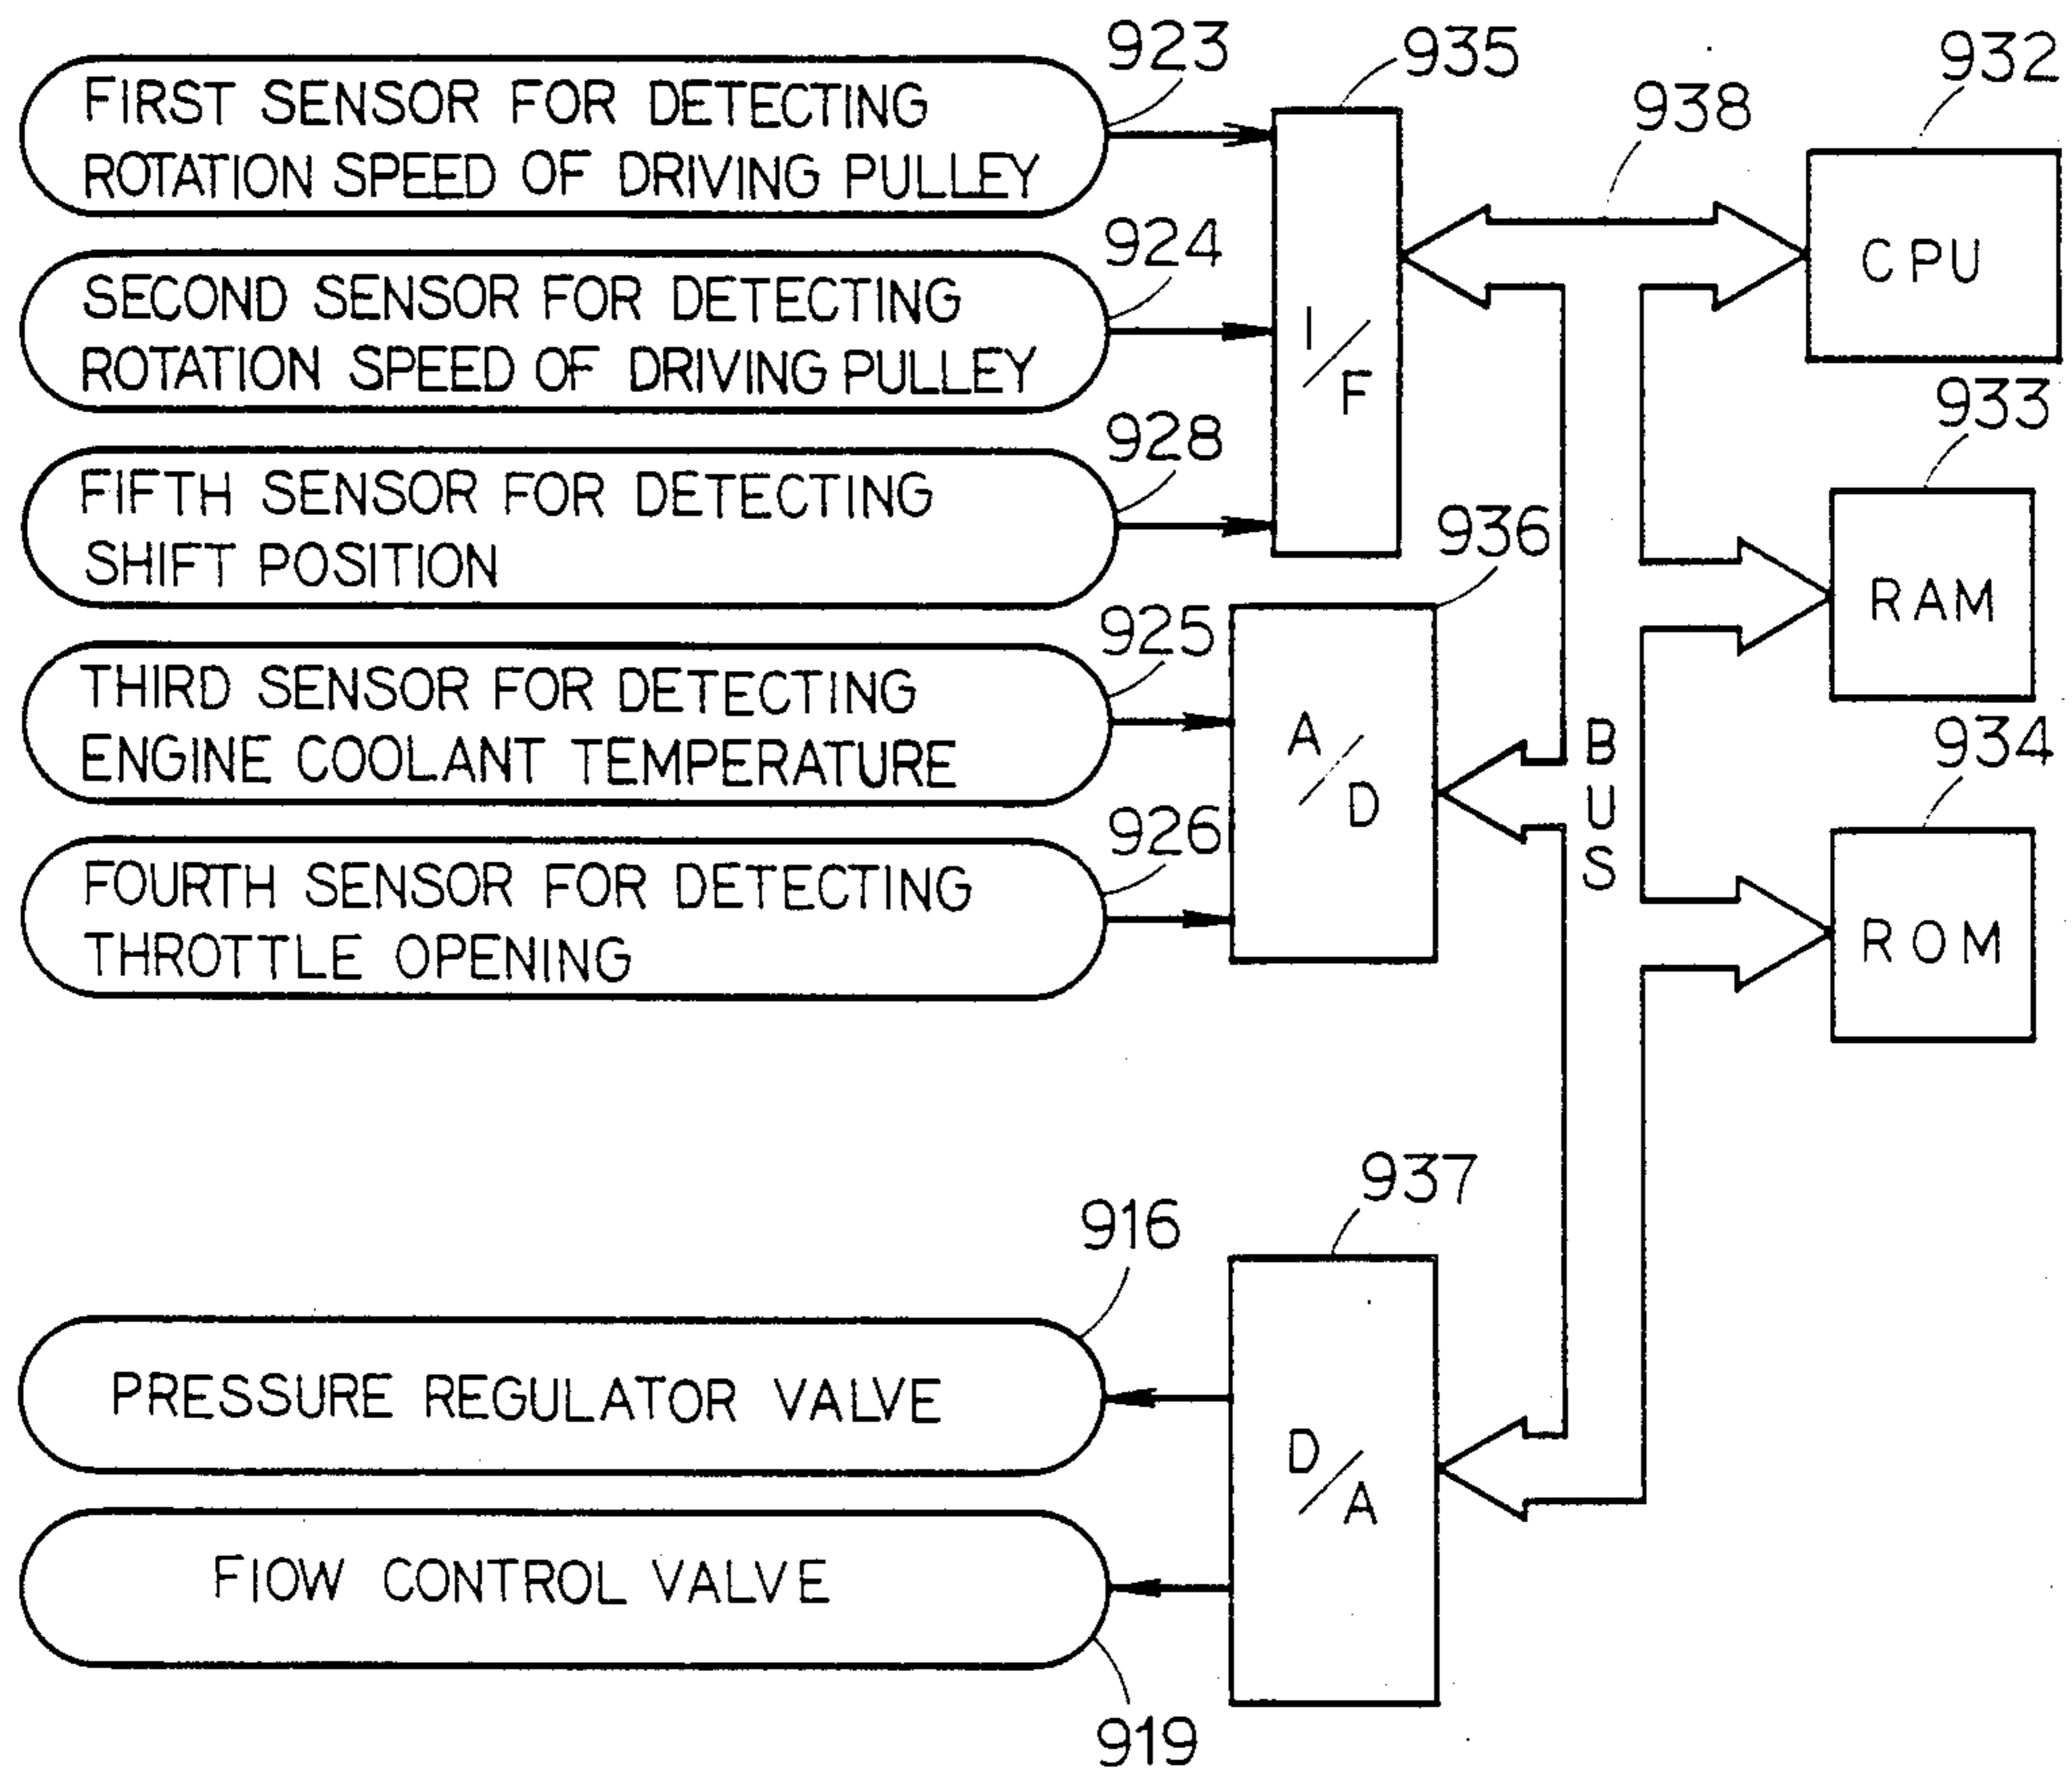 923
935
932
938
FIRST SENSOR FOR DETECTING
ROTATION SPEED OF DRIVING PULLEY
924
SECOND SENSOR FOR DETECTING
ROTATION SPEED OF DRIVING PULLEY
I/F
CPU
933
928
FIFTH SENSOR FOR DETECTING
SHIFT POSITION
936
RAM
925
THIRD SENSOR FOR DETECTING
ENGINE COOLANT TEMPERATURE
A/D
BUS
934
926
FOURTH SENSOR FOR DETECTING
THROTTLE OPENING
ROM
937
916
PRESSURE REGULATOR VALVE
D/A
FIOW CONTROL VALVE
919